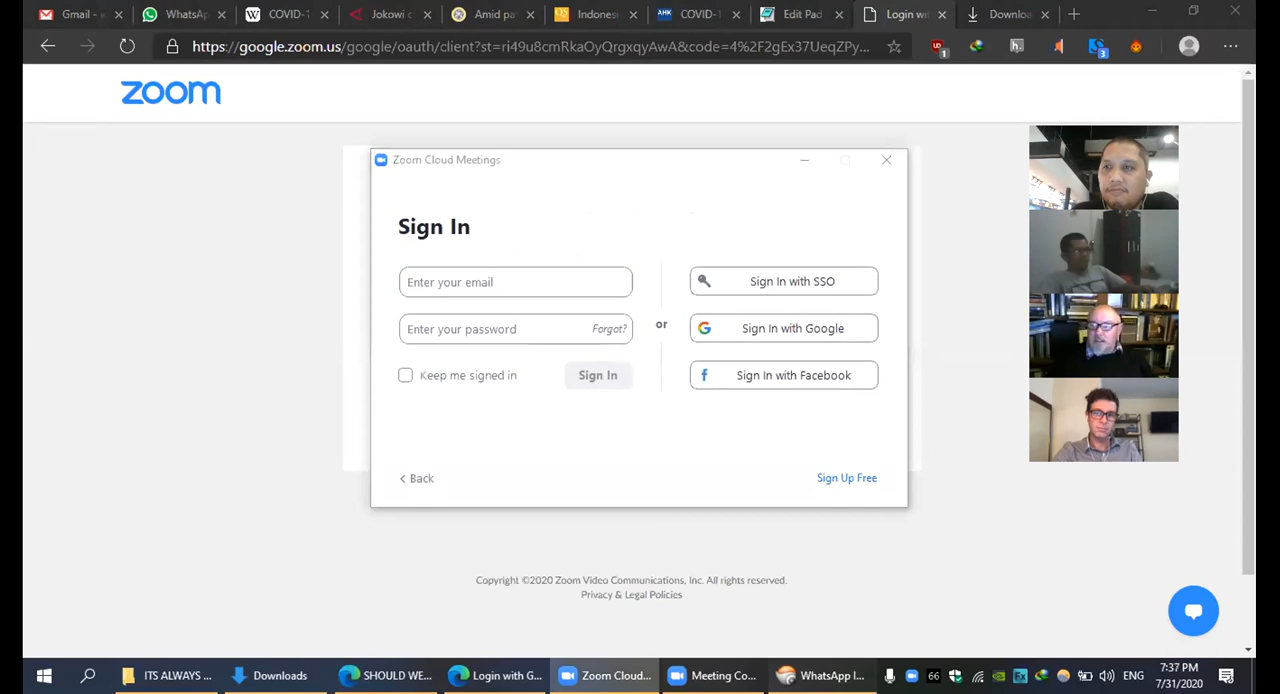 Gmail -
WhatsAp
COVID-1
Jokowi c
Amid pa
Indones
COVID-1
Edit Pad
Login wi
Downloa
https://google.zoom.us/google/oauth/client?st=ri49u8cmRkaOyQrgxqyAwA&code=4%2F2gEx37UeqZPy...
1
3
zoom
Zoom Cloud Meetings
Sign In
Enter your email
Sign In with SSO
Enter your password
Forgot?
or
Sign In with Google
Keep me signed in
Sign In
Sign In with Facebook
Back
Sign Up Free
Copyright ©2020 Zoom Video Communications, Inc. All rights reserved.
Privacy & Legal Policies
ITS ALWAYS ...
Downloads
SHOULD WE...
Login with G...
Zoom Cloud...
Meeting Co...
WhatsApp I...
66
ENG
7:37 PM
7/31/2020